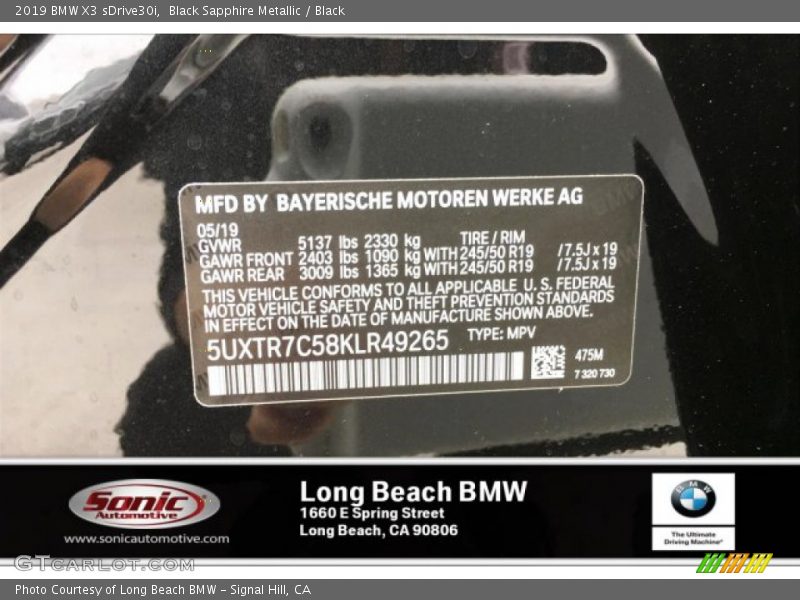 2019 BMW X3 sDrive30i,  Black Sapphire Metallic / Black
MFD BY BAYERISCHE MOTOREN WERKE AG
05/19 TIRE / RIM
GVWR 5137 lbs 2330 kg
GAWR FRONT 2403 lbs 1090 kg WITH 245/50 R19 /7.5J x 19
GAWR REAR 3009 lbs 1365 kg WITH 245/50 R19 /7.5J x 19
THIS VEHICLE CONFORMS TO ALL APPLICABLE U. S. FEDERAL
MOTOR VEHICLE SAFETY AND THEFT PREVENTION STANDARDS
IN EFFECT ON THE DATE OF MANUFACTURE SHOWN ABOVE.
5UXTR7C58KLR49265 TYPE: MPV
475M
7 320 730
Sonic
Automotive
www.sonicautomotive.com
Long Beach BMW
1660 E Spring Street
Long Beach, CA 90806
BMW
The Ultimate
Driving Machine®
GTcarlot.com
Photo Courtesy of Long Beach BMW – Signal Hill, CA